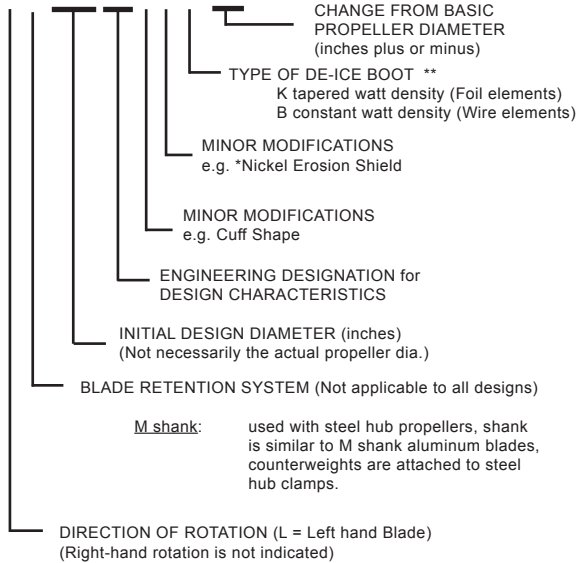 CHANGE FROM BASIC
PROPELLER DIAMETER
(inches plus or minus)
TYPE OF DE-ICE BOOT **
K tapered watt density (Foil elements)
B constant watt density (Wire elements)
MINOR MODIFICATIONS
e.g. *Nickel Erosion Shield
MINOR MODIFICATIONS
e.g. Cuff Shape
ENGINEERING DESIGNATION for
DESIGN CHARACTERISTICS
INITIAL DESIGN DIAMETER (inches)
(Not necessarily the actual propeller dia.)
BLADE RETENTION SYSTEM (Not applicable to all designs)
M shank: used with steel hub propellers, shank
is similar to M shank aluminum blades,
counterweights are attached to steel
hub clamps.
DIRECTION OF ROTATION (L = Left hand Blade)
(Right-hand rotation is not indicated)